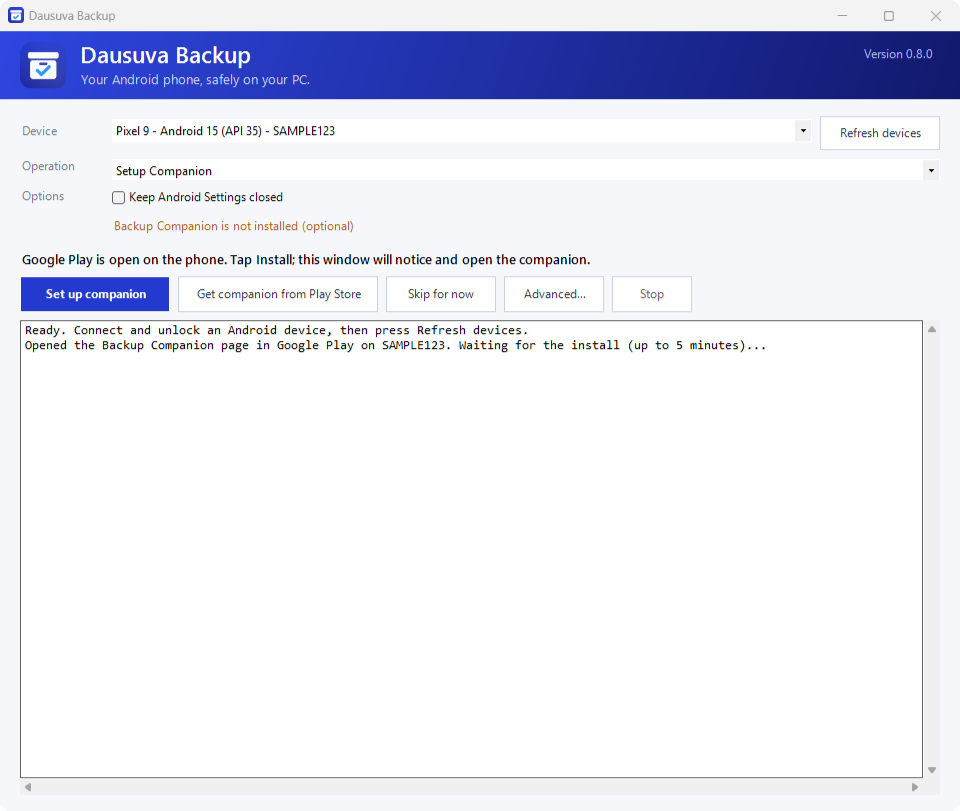 Dausuva Backup
Dausuva Backup
Your Android phone, safely on your PC.
Version 0.8.0
Device
Pixel 9 - Android 15 (API 35) - SAMPLE123
Refresh devices
Operation
Setup Companion
Options
Keep Android Settings closed
Backup Companion is not installed (optional)
Google Play is open on the phone. Tap Install; this window will notice and open the companion.
Set up companion
Get companion from Play Store
Skip for now
Advanced...
Stop
Ready. Connect and unlock an Android device, then press Refresh devices.
Opened the Backup Companion page in Google Play on SAMPLE123. Waiting for the install (up to 5 minutes)...